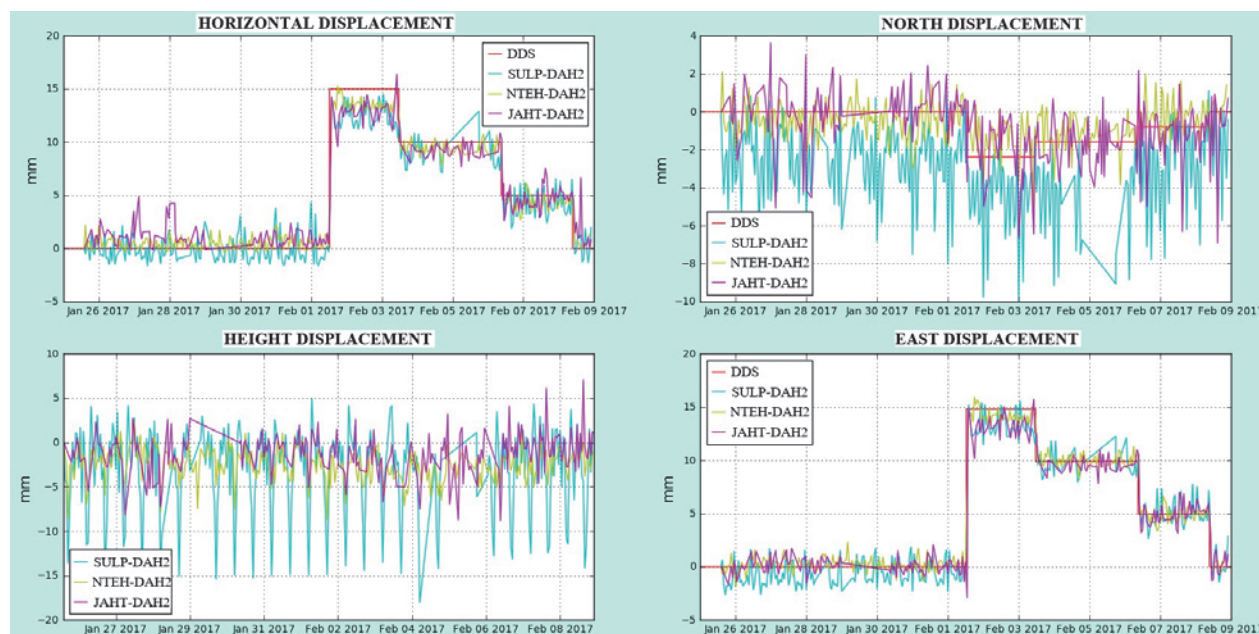 HORIZONTAL DISPLACEMENT
20
15
10
5
0
−5
mm
DDS
SULP-DAH2
NTEH-DAH2
JAHT-DAH2
Jan 26 2017 Jan 28 2017 Jan 30 2017 Feb 01 2017 Feb 03 2017 Feb 05 2017 Feb 07 2017 Feb 09 2017
NORTH DISPLACEMENT
4
2
0
−2
−4
−6
−8
−10
mm
DDS
SULP-DAH2
NTEH-DAH2
JAHT-DAH2
Jan 26 2017 Jan 28 2017 Jan 30 2017 Feb 01 2017 Feb 03 2017 Feb 05 2017 Feb 07 2017 Feb 09 2017
HEIGHT DISPLACEMENT
10
5
0
−5
−10
−15
−20
mm
SULP-DAH2
NTEH-DAH2
JAHT-DAH2
Jan 27 2017 Jan 29 2017 Jan 31 2017 Feb 02 2017 Feb 04 2017 Feb 06 2017 Feb 08 2017
EAST DISPLACEMENT
20
15
10
5
0
−5
mm
DDS
SULP-DAH2
NTEH-DAH2
JAHT-DAH2
Jan 26 2017 Jan 28 2017 Jan 30 2017 Feb 01 2017 Feb 03 2017 Feb 05 2017 Feb 07 2017 Feb 09 2017